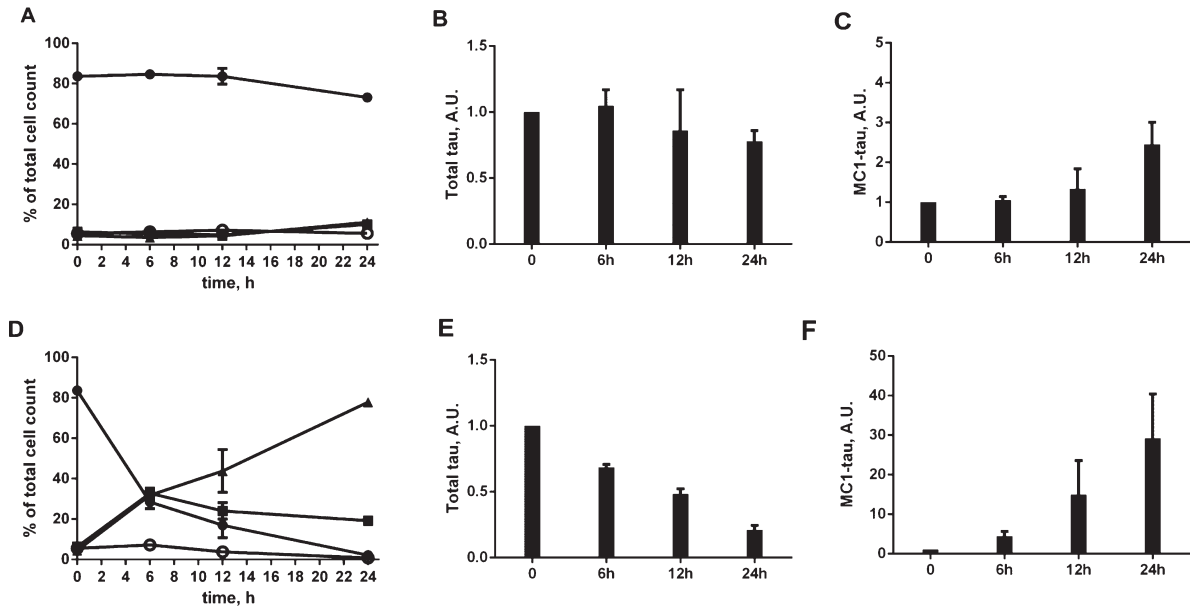 A
% of total cell count
100
80
60
40
20
0
0 2 4 6 8 10 12 14 16 18 20 22 24
time, h
B
Total tau, A.U.
1.5
1.0
0.5
0.0
0 6h 12h 24h
C
MC1-tau, A.U.
5
4
3
2
1
0
0 6h 12h 24h
D
% of total cell count
100
80
60
40
20
0
0 2 4 6 8 10 12 14 16 18 20 22 24
time, h
E
Total tau, A.U.
1.5
1.0
0.5
0.0
0 6h 12h 24h
F
MC1-tau, A.U.
50
40
30
20
10
0
0 6h 12h 24h